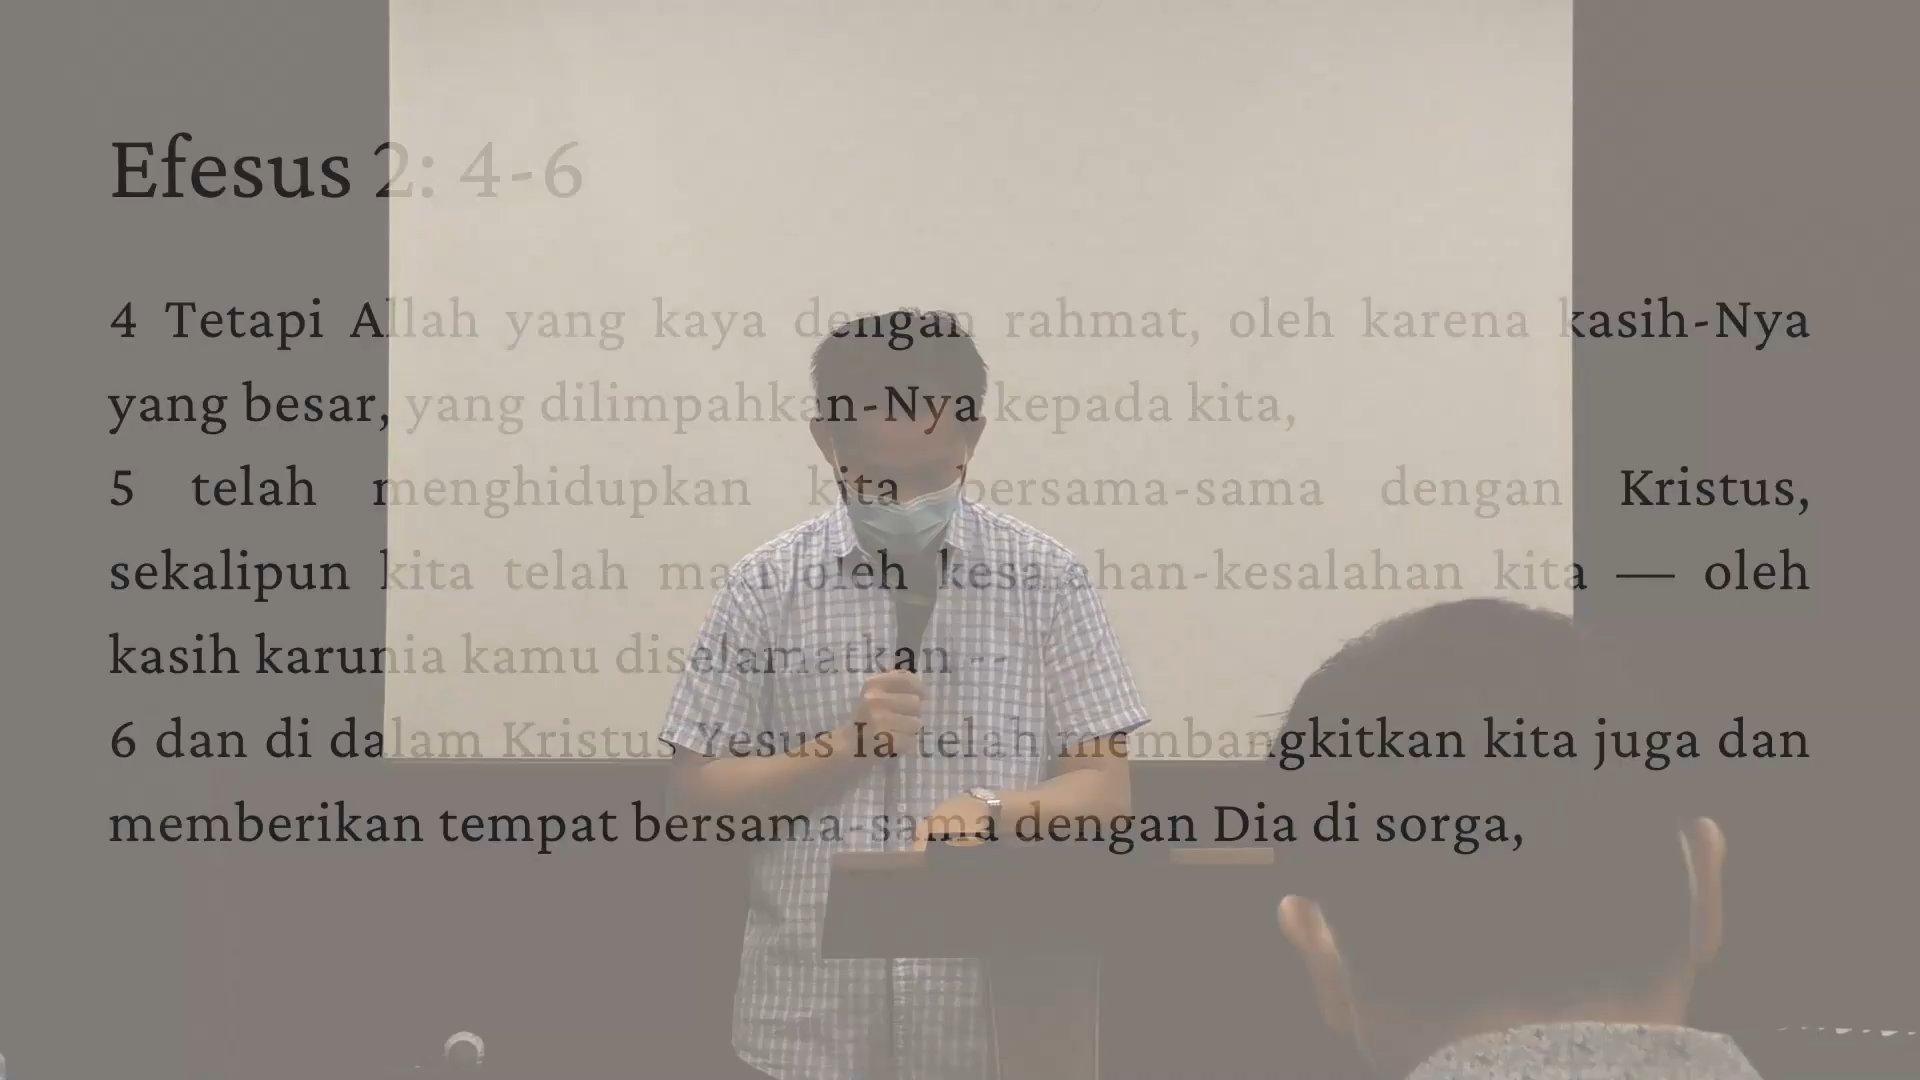 Efesus 2: 4-6
4 Tetapi Allah yang kaya dengan rahmat, oleh karena kasih-Nya
yang besar, yang dilimpahkan-Nya kepada kita,
5 telah menghidupkan kita bersama-sama dengan Kristus,
sekalipun kita telah mati oleh kesalahan-kesalahan kita — oleh
kasih karunia kamu diselamatkan --
6 dan di dalam Kristus Yesus Ia telah membangkitkan kita juga dan
memberikan tempat bersama-sama dengan Dia di sorga,